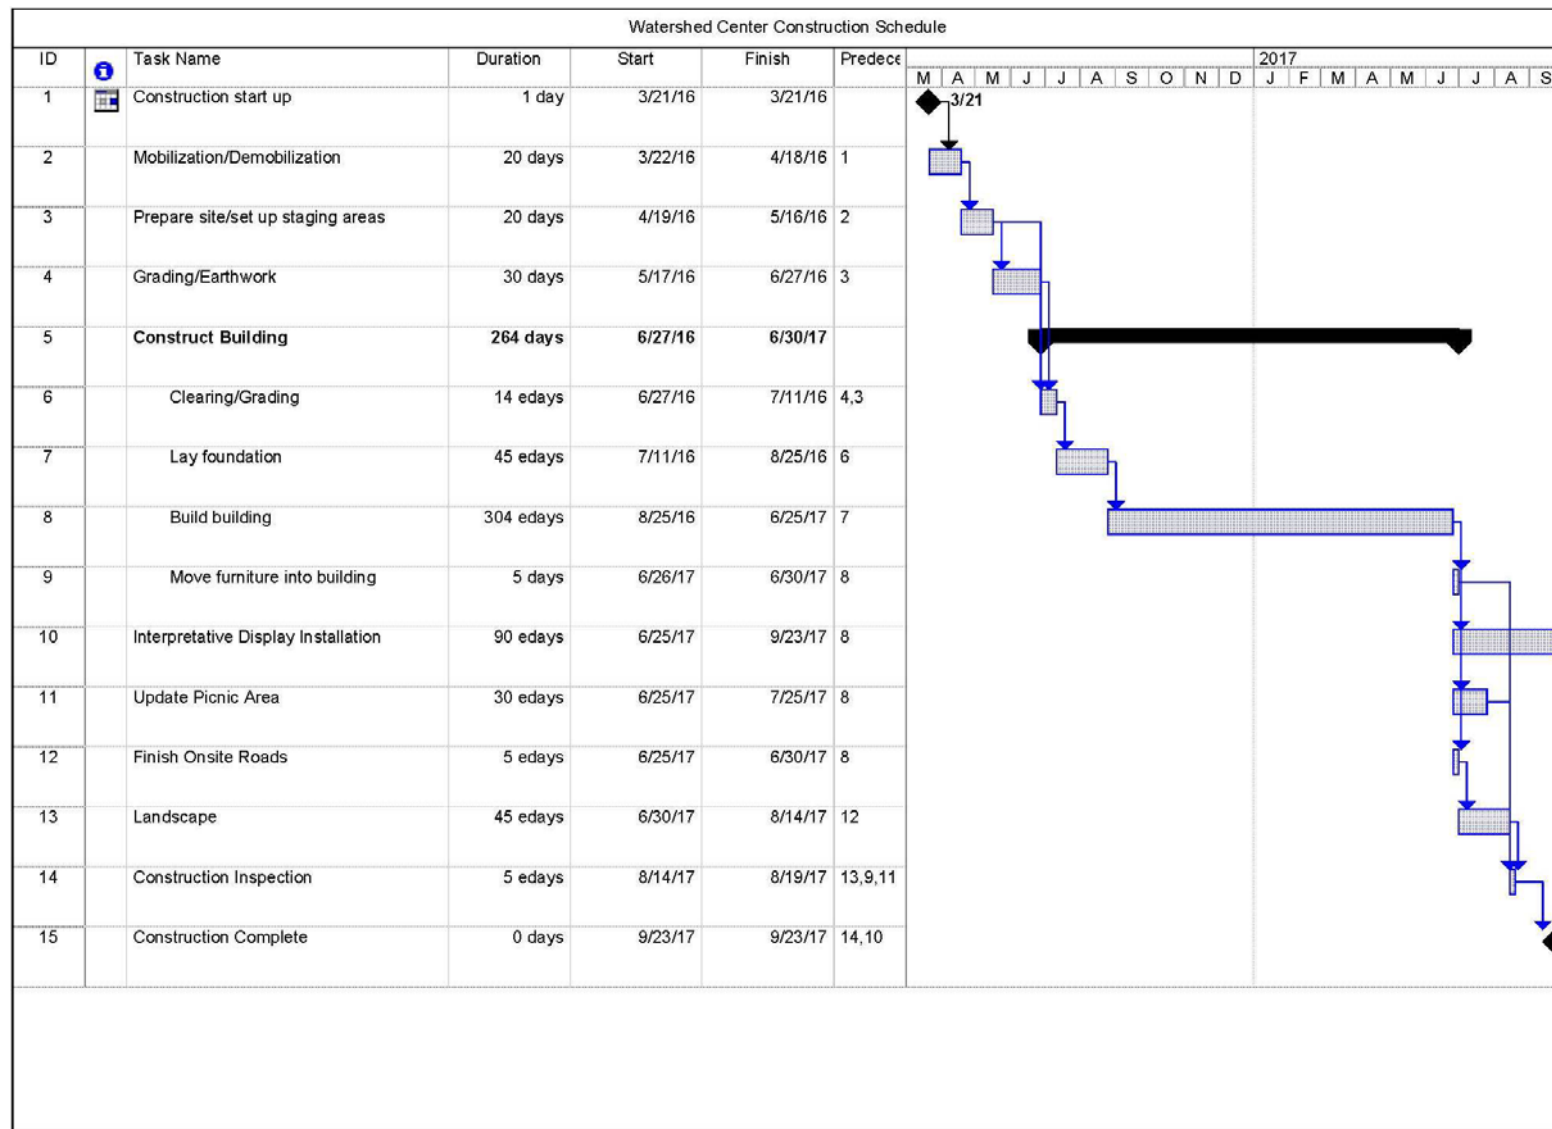 Watershed Center Construction Schedule
ID Task Name Duration Start Finish Predece 2017
M A M J J A S O N D J F M A M J J A S
1 Construction start up 1 day 3/21/16 3/21/16 3/21
2 Mobilization/Demobilization 20 days 3/22/16 4/18/16 1
3 Prepare site/set up staging areas 20 days 4/19/16 5/16/16 2
4 Grading/Earthwork 30 days 5/17/16 6/27/16 3
5 Construct Building 264 days 6/27/16 6/30/17
6 Clearing/Grading 14 edays 6/27/16 7/11/16 4,3
7 Lay foundation 45 edays 7/11/16 8/25/16 6
8 Build building 304 edays 8/25/16 6/25/17 7
9 Move furniture into building 5 days 6/26/17 6/30/17 8
10 Interpretative Display Installation 90 edays 6/25/17 9/23/17 8
11 Update Picnic Area 30 edays 6/25/17 7/25/17 8
12 Finish Onsite Roads 5 edays 6/25/17 6/30/17 8
13 Landscape 45 edays 6/30/17 8/14/17 12
14 Construction Inspection 5 edays 8/14/17 8/19/17 13,9,11
15 Construction Complete 0 days 9/23/17 9/23/17 14,10